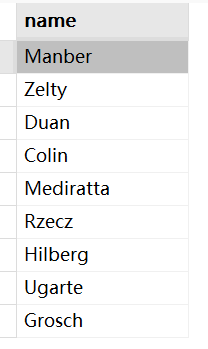 name
Manber
Zelty
Duan
Colin
Mediratta
Rzecz
Hilberg
Ugarte
Grosch